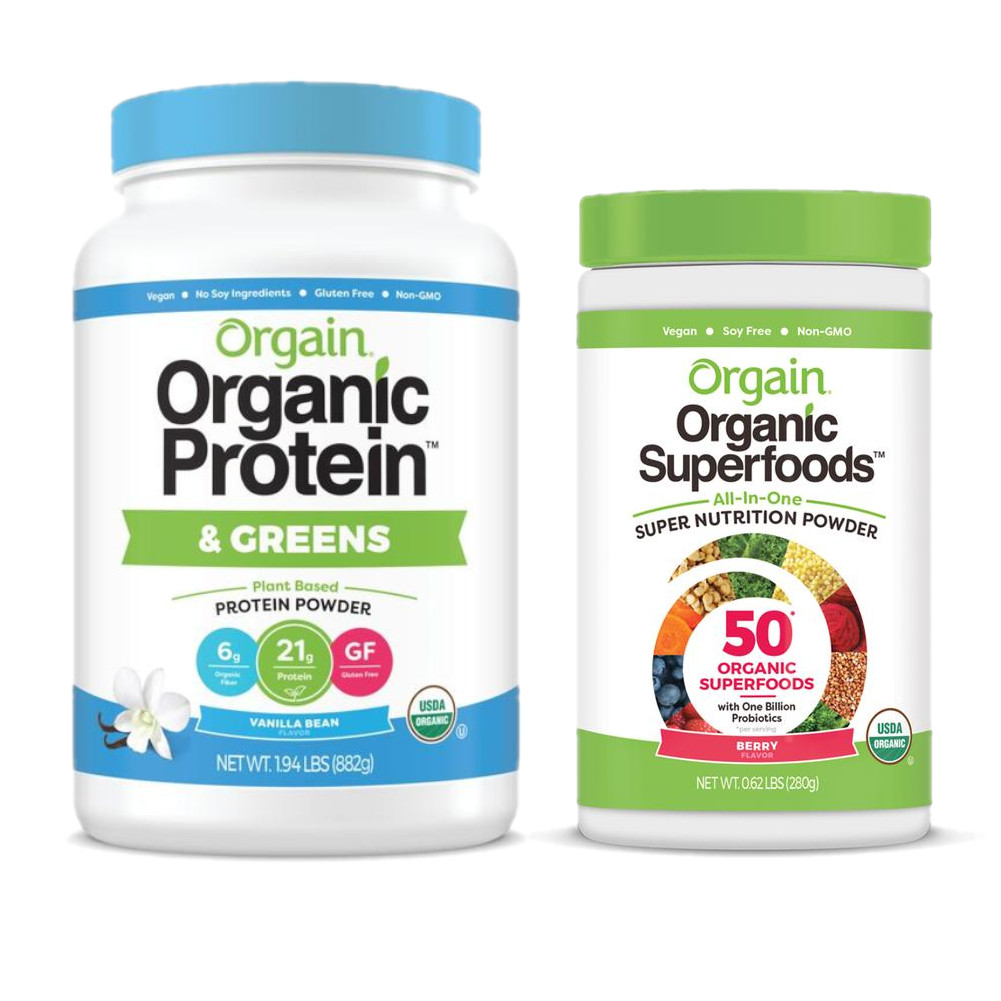 Vegan • No Soy Ingredients • Gluten Free • Non-GMO
Orgain®
Organic
Protein™
& GREENS
Plant Based
PROTEIN POWDER
6g
Organic
Fiber
21g
Protein
GF
Gluten Free
VANILLA BEAN
FLAVOR
USDA
ORGANIC
U
NET WT. 1.94 LBS (882g)
Vegan • Soy Free • Non-GMO
Orgain®
Organic
Superfoods™
All-In-One
SUPER NUTRITION POWDER
50*
ORGANIC
SUPERFOODS
with One Billion
Probiotics
*per serving
BERRY
FLAVOR
USDA
ORGANIC
U
NET WT. 0.62 LBS (280g)